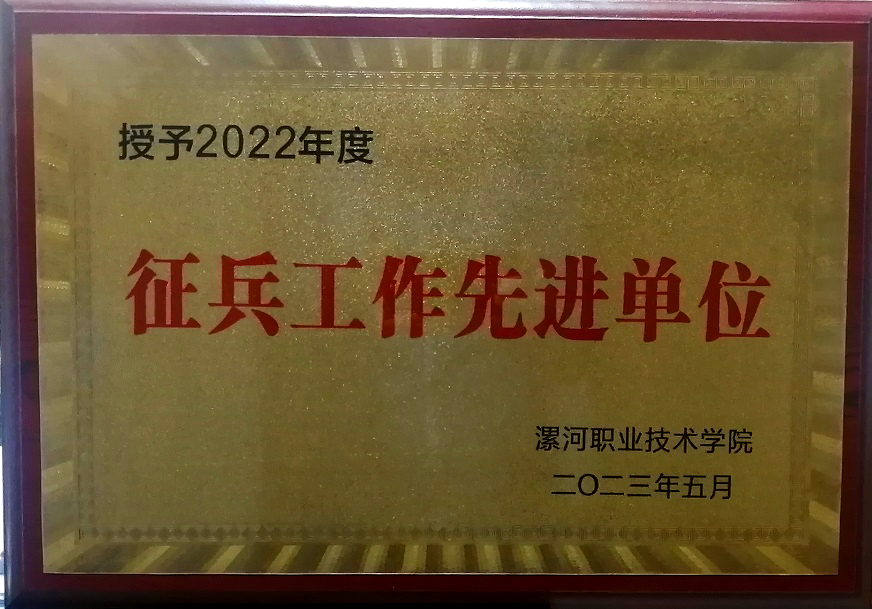 授予2022年度
征兵工作先进单位
漯河职业技术学院
二〇二三年五月